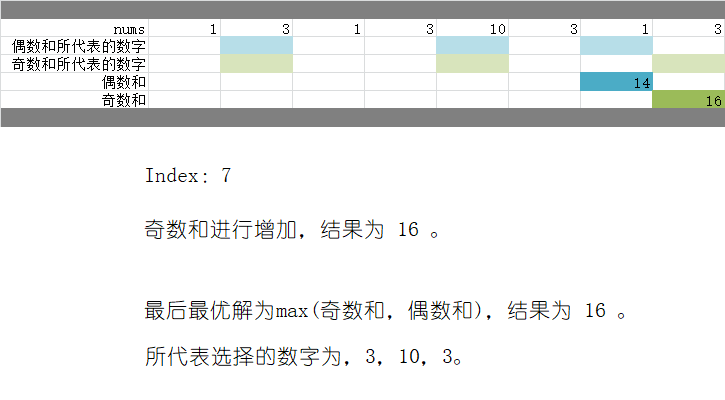 nums 1 3 1 3 10 3 1 3
偶数和所代表的数字
奇数和所代表的数字
偶数和 14
奇数和 16
Index: 7
奇数和进行增加，结果为 16 。
最后最优解为max(奇数和，偶数和)，结果为 16 。
所代表选择的数字为，3，10，3。